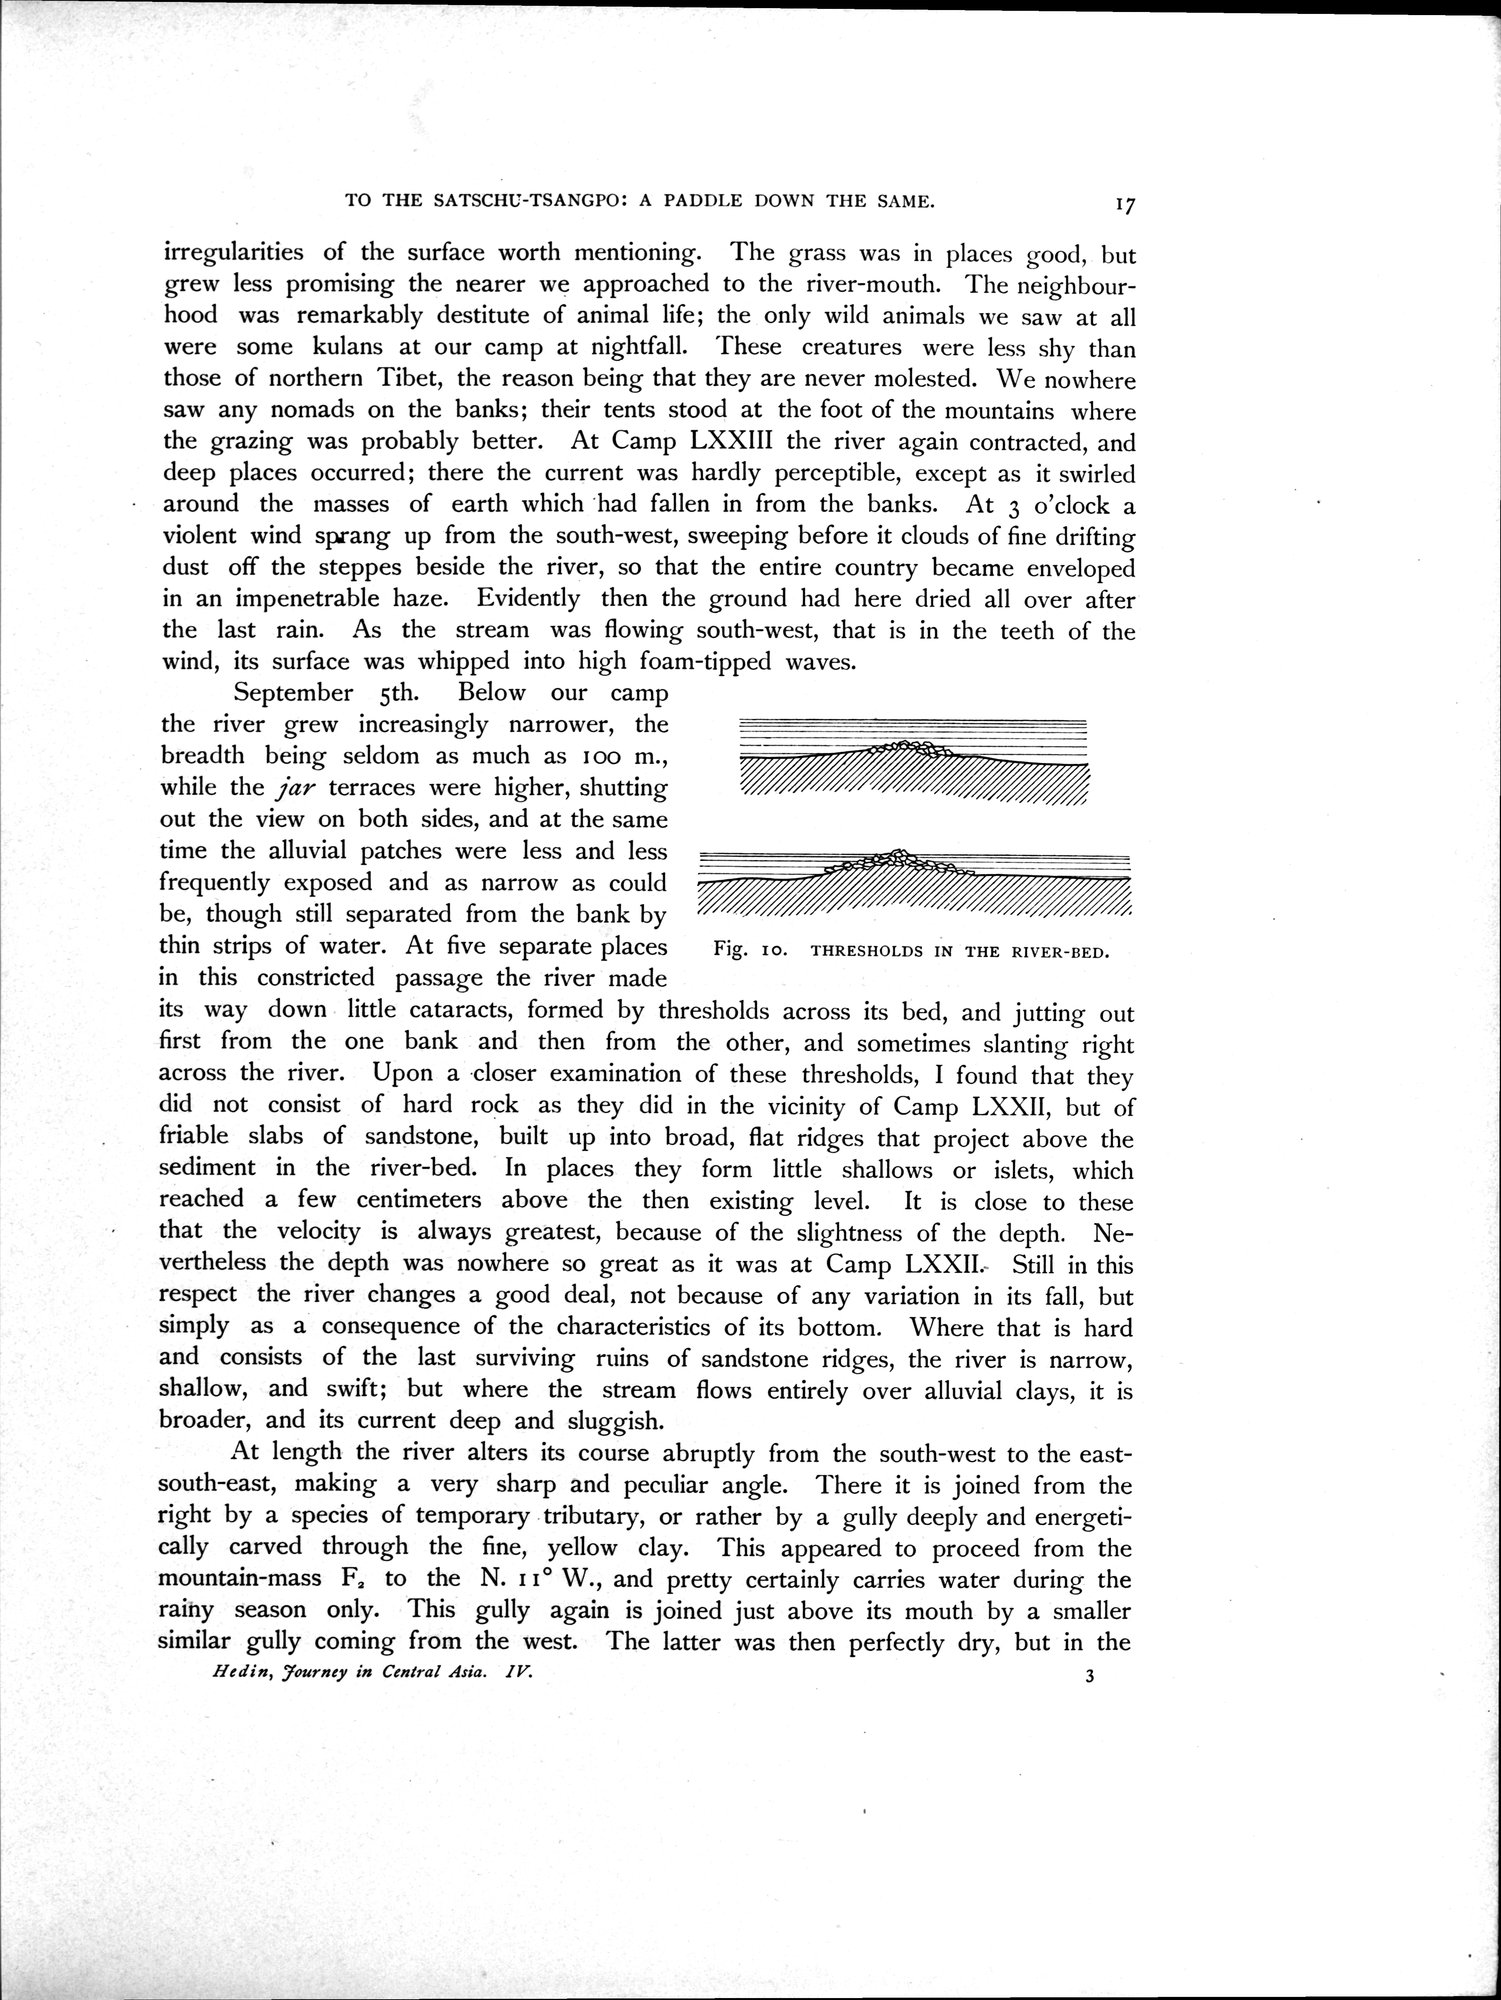 TO THE SATSCHU-TSANGPO: A PADDLE DOWN THE SAME. 17
irregularities of the surface worth mentioning. The grass was in places good, but
grew less promising the nearer we approached to the river-mouth. The neighbour-
hood was remarkably destitute of animal life; the only wild animals we saw at all
were some kulans at our camp at nightfall. These creatures were less shy than
those of northern Tibet, the reason being that they are never molested. We nowhere
saw any nomads on the banks; their tents stood at the foot of the mountains where
the grazing was probably better. At Camp LXXIII the river again contracted, and
deep places occurred; there the current was hardly perceptible, except as it swirled
around the masses of earth which had fallen in from the banks. At 3 o'clock a
violent wind sprang up from the south-west, sweeping before it clouds of fine drifting
dust off the steppes beside the river, so that the entire country became enveloped
in an impenetrable haze. Evidently then the ground had here dried all over after
the last rain. As the stream was flowing south-west, that is in the teeth of the
wind, its surface was whipped into high foam-tipped waves.
September 5th. Below our camp
the river grew increasingly narrower, the
breadth being seldom as much as 100 m.,
while the jar terraces were higher, shutting
out the view on both sides, and at the same
time the alluvial patches were less and less
frequently exposed and as narrow as could
be, though still separated from the bank by
thin strips of water. At five separate places
in this constricted passage the river made
Fig. 10. THRESHOLDS IN THE RIVER-BED.
its way down little cataracts, formed by thresholds across its bed, and jutting out
first from the one bank and then from the other, and sometimes slanting right
across the river. Upon a closer examination of these thresholds, I found that they
did not consist of hard rock as they did in the vicinity of Camp LXXII, but of
friable slabs of sandstone, built up into broad, flat ridges that project above the
sediment in the river-bed. In places they form little shallows or islets, which
reached a few centimeters above the then existing level. It is close to these
that the velocity is always greatest, because of the slightness of the depth. Ne-
vertheless the depth was nowhere so great as it was at Camp LXXII. Still in this
respect the river changes a good deal, not because of any variation in its fall, but
simply as a consequence of the characteristics of its bottom. Where that is hard
and consists of the last surviving ruins of sandstone ridges, the river is narrow,
shallow, and swift; but where the stream flows entirely over alluvial clays, it is
broader, and its current deep and sluggish.
At length the river alters its course abruptly from the south-west to the east-
south-east, making a very sharp and peculiar angle. There it is joined from the
right by a species of temporary tributary, or rather by a gully deeply and energeti-
cally carved through the fine, yellow clay. This appeared to proceed from the
mountain-mass F₂ to the N. 11° W., and pretty certainly carries water during the
rainy season only. This gully again is joined just above its mouth by a smaller
similar gully coming from the west. The latter was then perfectly dry, but in the
Hedin, Journey in Central Asia. IV. 3